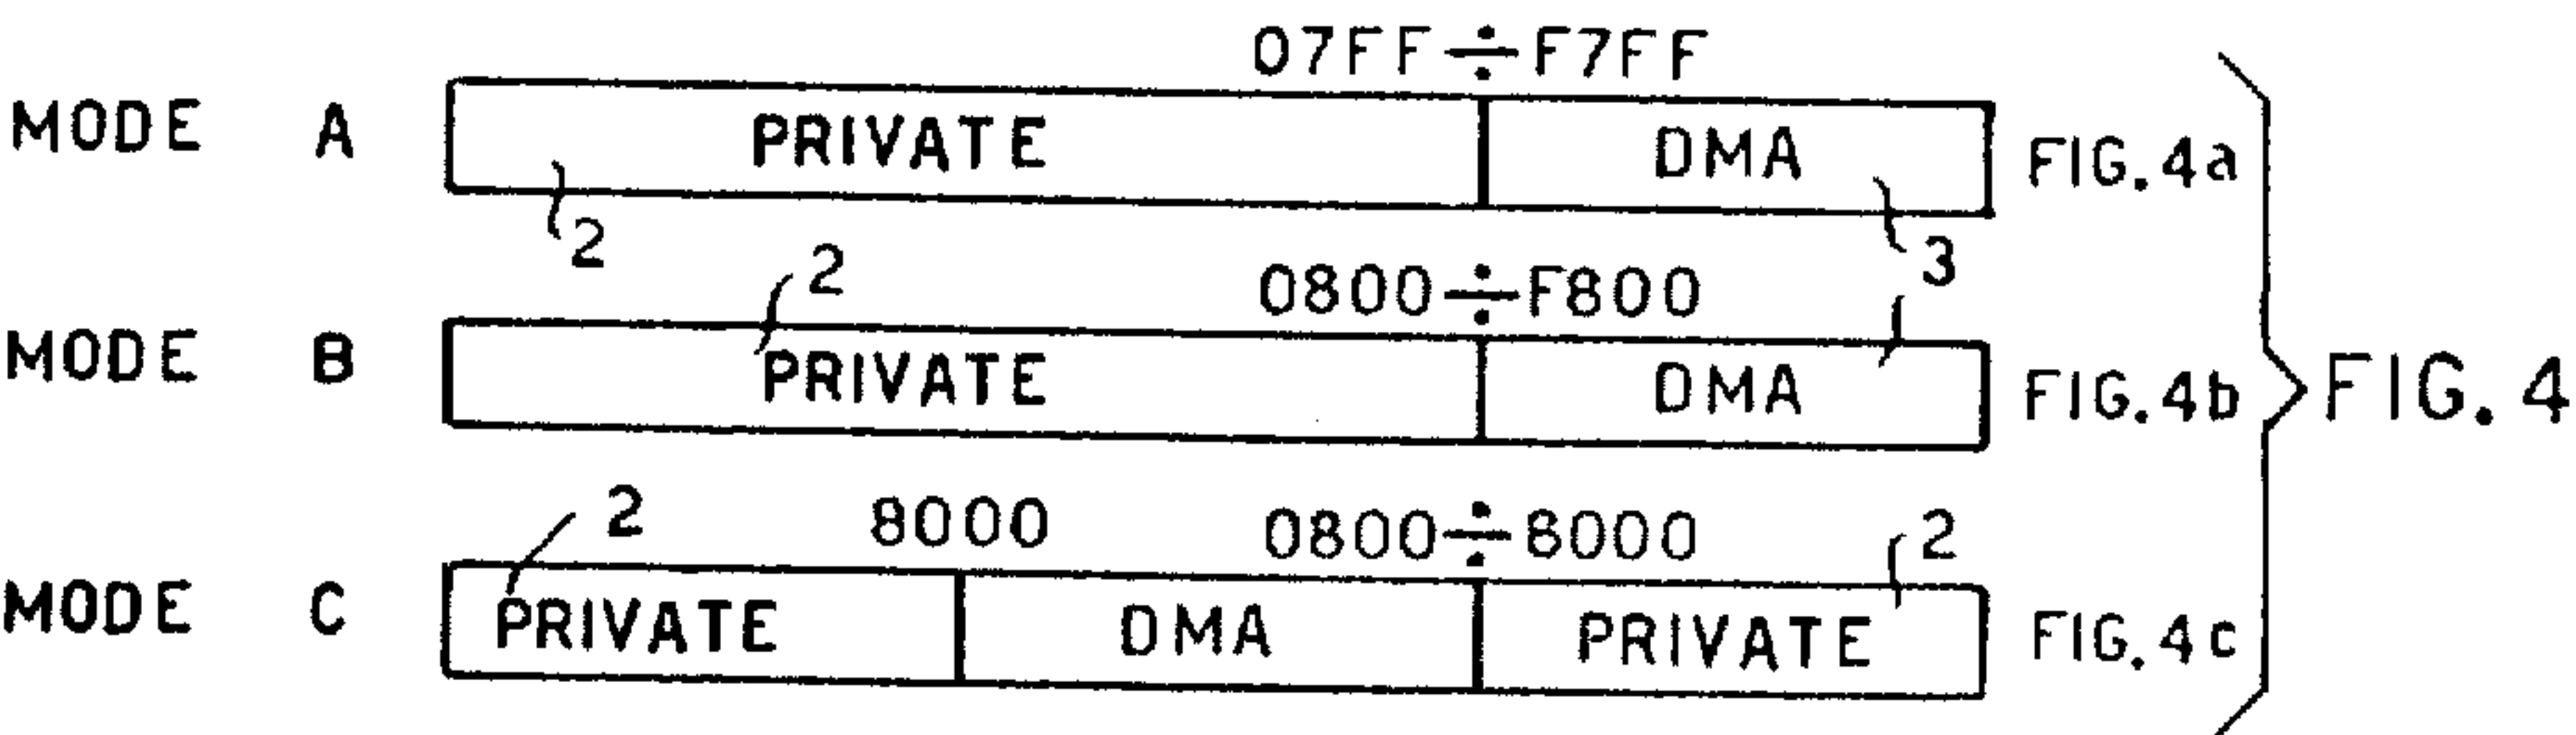 07FF÷F7FF
MODE A PRIVATE DMA FIG.4a
2 3
2 0800÷F800
MODE B PRIVATE DMA FIG.4b FIG.4
2 8000 0800÷8000 2
MODE C PRIVATE DMA PRIVATE FIG.4c